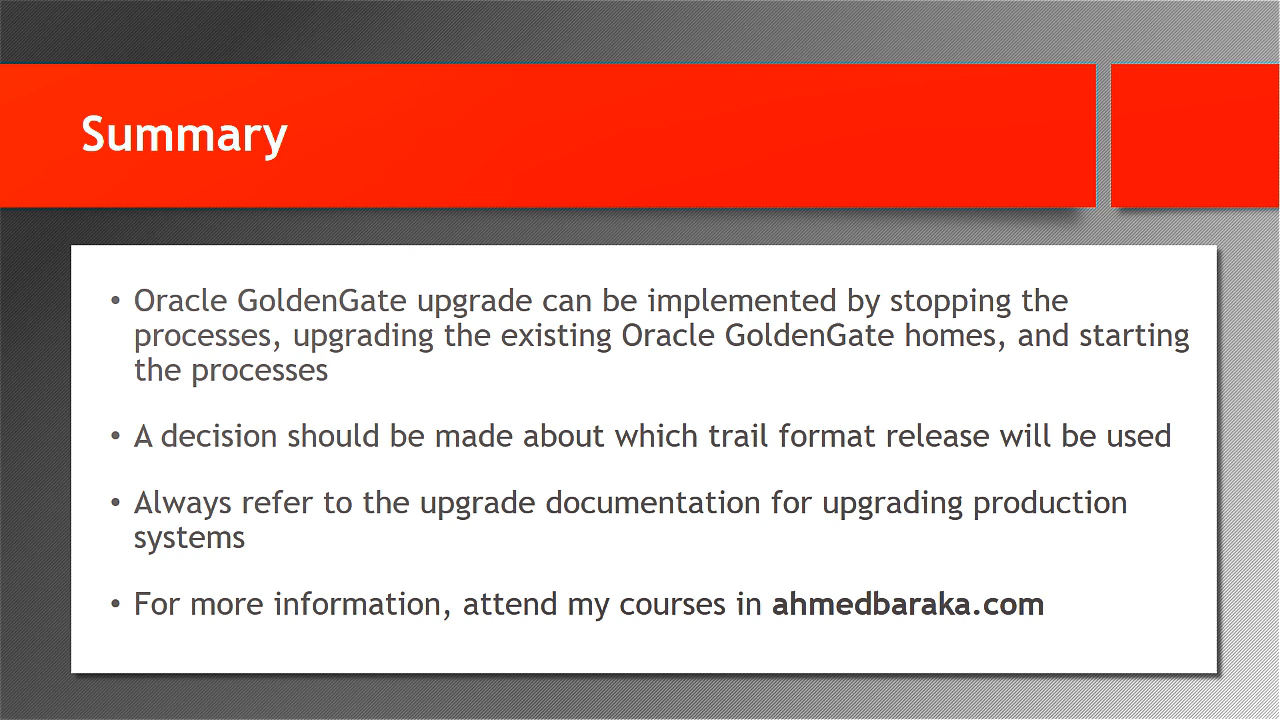 Summary
• Oracle GoldenGate upgrade can be implemented by stopping the
processes, upgrading the existing Oracle GoldenGate homes, and starting
the processes
• A decision should be made about which trail format release will be used
• Always refer to the upgrade documentation for upgrading production
systems
• For more information, attend my courses in ahmedbaraka.com